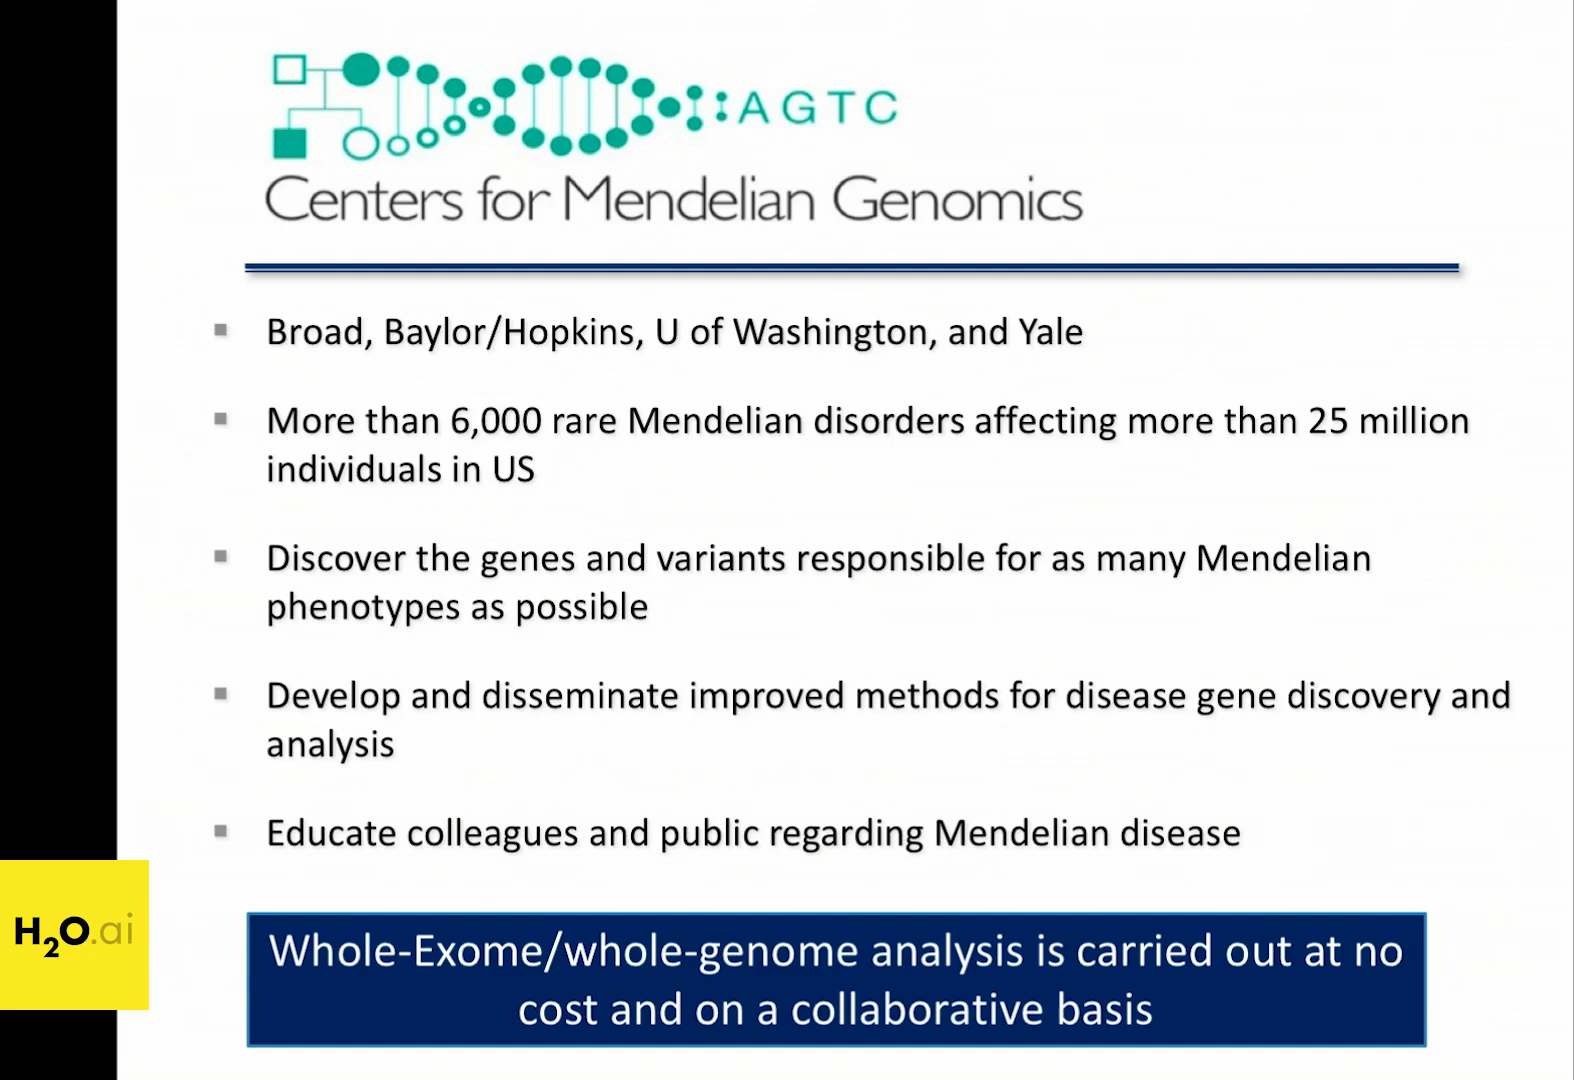 AGTC
Centers for Mendelian Genomics
Broad, Baylor/Hopkins, U of Washington, and Yale
More than 6,000 rare Mendelian disorders affecting more than 25 million
individuals in US
Discover the genes and variants responsible for as many Mendelian
phenotypes as possible
Develop and disseminate improved methods for disease gene discovery and
analysis
Educate colleagues and public regarding Mendelian disease
H2O.ai
Whole-Exome/whole-genome analysis is carried out at no
cost and on a collaborative basis